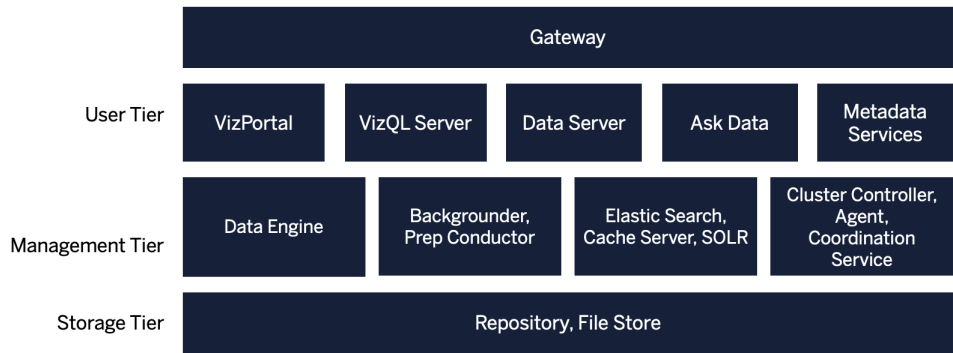 Gateway
User Tier
VizPortal
VizQL Server
Data Server
Ask Data
Metadata
Services
Management Tier
Data Engine
Backgrounder,
Prep Conductor
Elastic Search,
Cache Server, SOLR
Cluster Controller,
Agent,
Coordination
Service
Storage Tier
Repository, File Store